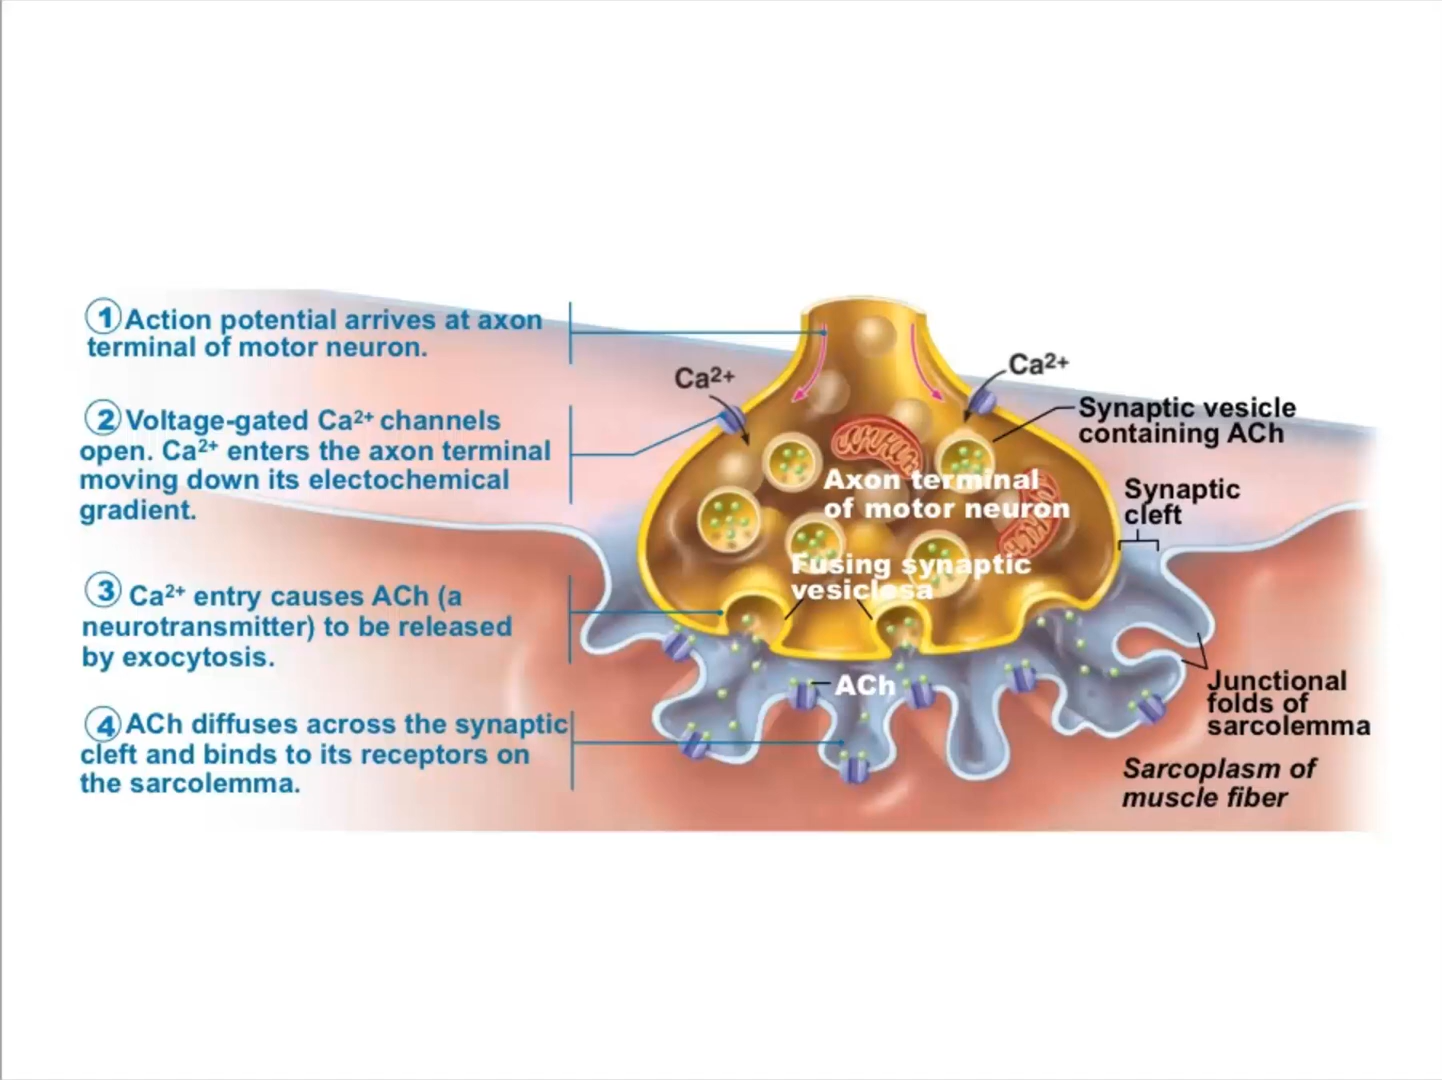 ① Action potential arrives at axon
terminal of motor neuron.
② Voltage-gated Ca²⁺ channels
open. Ca²⁺ enters the axon terminal
moving down its electochemical
gradient.
③ Ca²⁺ entry causes ACh (a
neurotransmitter) to be released
by exocytosis.
④ ACh diffuses across the synaptic
cleft and binds to its receptors on
the sarcolemma.
Ca²⁺
Ca²⁺
Synaptic vesicle
containing ACh
Axon terminal
of motor neuron
Synaptic
cleft
Fusing synaptic
vesiclesa
ACh
Junctional
folds of
sarcolemma
Sarcoplasm of
muscle fiber